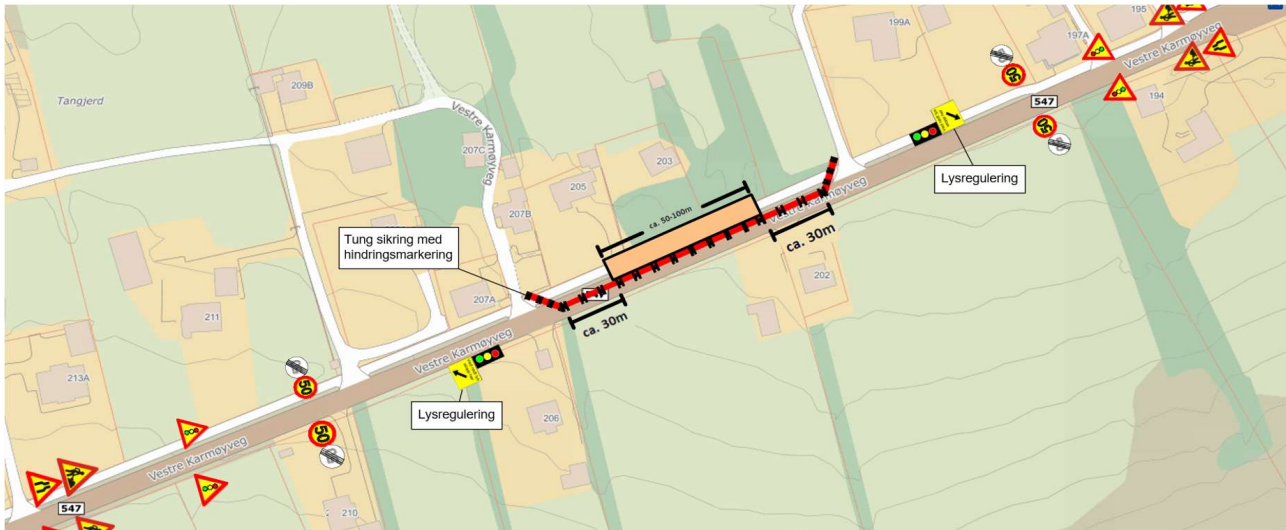 199A
195
197A
Vestre Karmøyveg
547
194
50
50
209B
Tangjerd
Vestre Karmøyveg
207C
203
205
207B
Lysregulering
Vestre Karmøyveg
ca. 50-100m
ca. 30m
Tung sikring med
hindringsmarkering
202
207A
ca. 30m
211
Vestre Karmøyveg
213A
50
50
Lysregulering
206
Vestre Karmøyveg
547
210